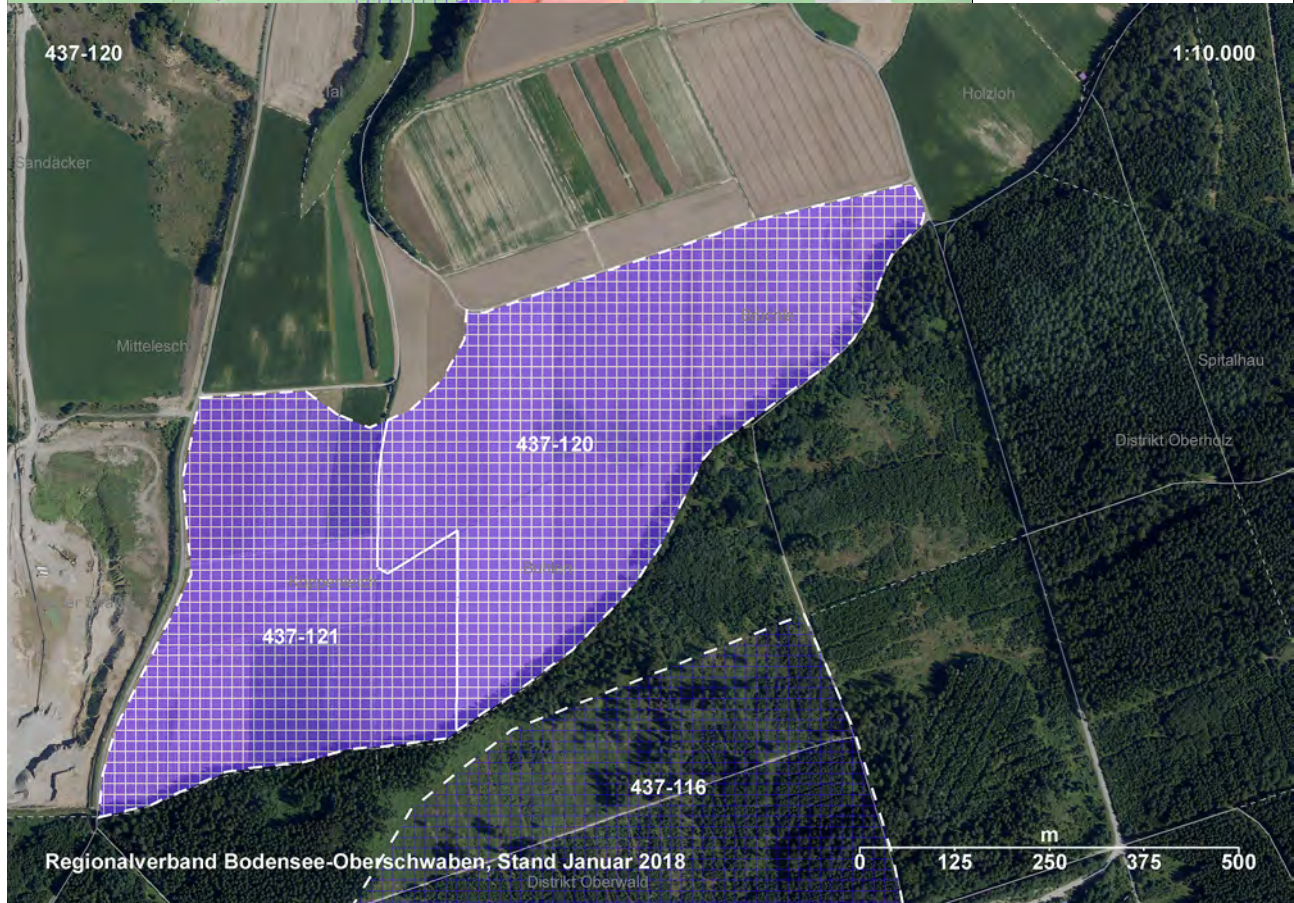 437-120
1:10.000
Holzloh
Sandäcker
Mittelesch
Spitalhau
437-120
Distrikt Oberholz
437-121
437-116
m
0 125 250 375 500
Regionalverband Bodensee-Oberschwaben, Stand Januar 2018
Distrikt Oberwald